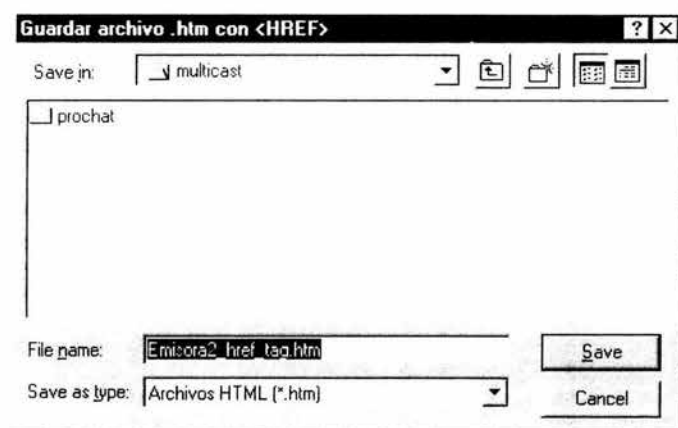 Guardar archivo .htm con <HREF>
Save in: multicast
prochat
File name: Emisora2_href_tag.htm Save
Save as type: Archivos HTML (*.htm) Cancel